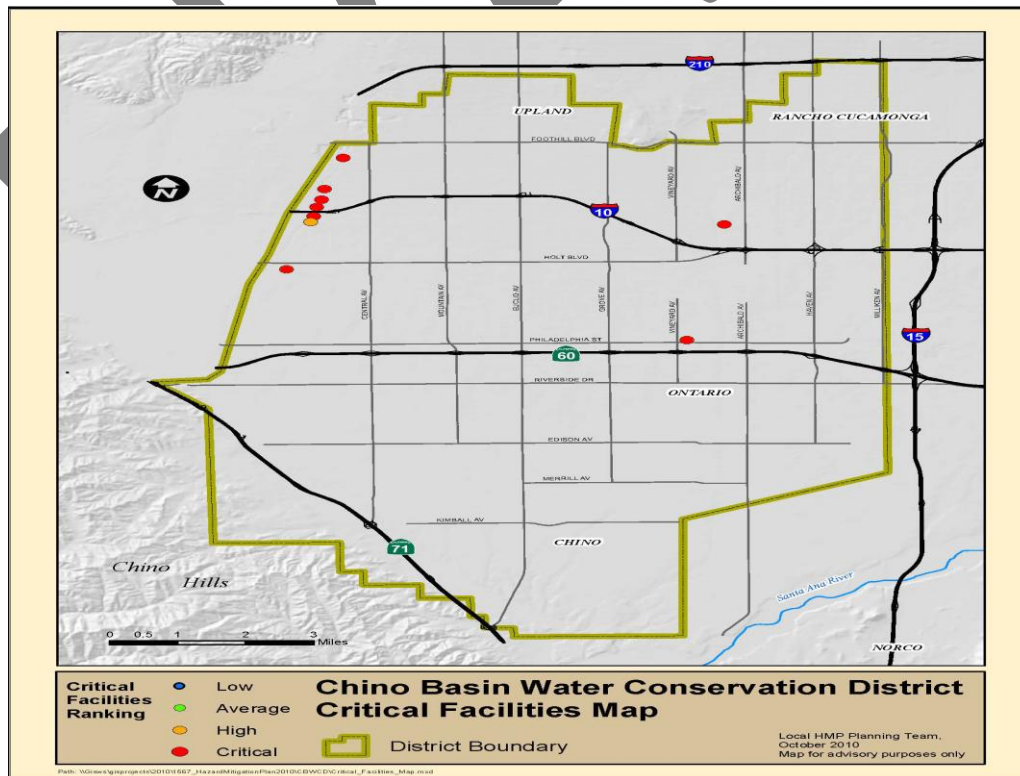 210
UPLAND
RANCHO CUCAMONGA
FOOTHILL BLVD
VINEYARD AV
ARCHIBALD AV
N
10
HOLT BLVD
CENTRAL AV
MOUNTAIN AV
EUCLID AV
GROVE AV
VINEYARD AV
ARCHIBALD AV
HAVEN AV
MILLIKEN AV
PHILADELPHIA ST
60
15
RIVERSIDE DR
ONTARIO
EDISON AV
MERRILL AV
KIMBALL AV
CHINO
71
Chino
Hills
Santa Ana River
0 0.5 1 2 3
Miles
NORCO
Critical
Facilities
Ranking
Low
Average
High
Critical
Chino Basin Water Conservation District
Critical Facilities Map
District Boundary
Local HMP Planning Team,
October 2010
Map for advisory purposes only